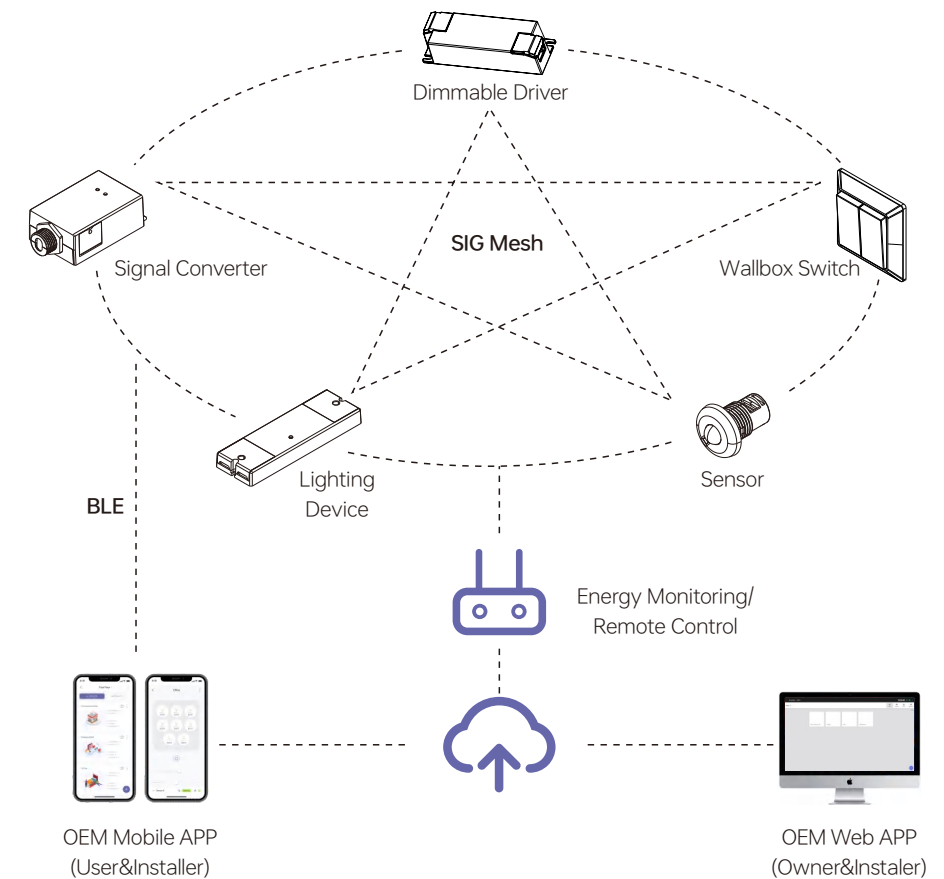 Dimmable Driver
SIG Mesh
Signal Converter
Wallbox Switch
Lighting
Device
Sensor
BLE
Energy Monitoring/
Remote Control
OEM Mobile APP
(User&Installer)
OEM Web APP
(Owner&Instaler)